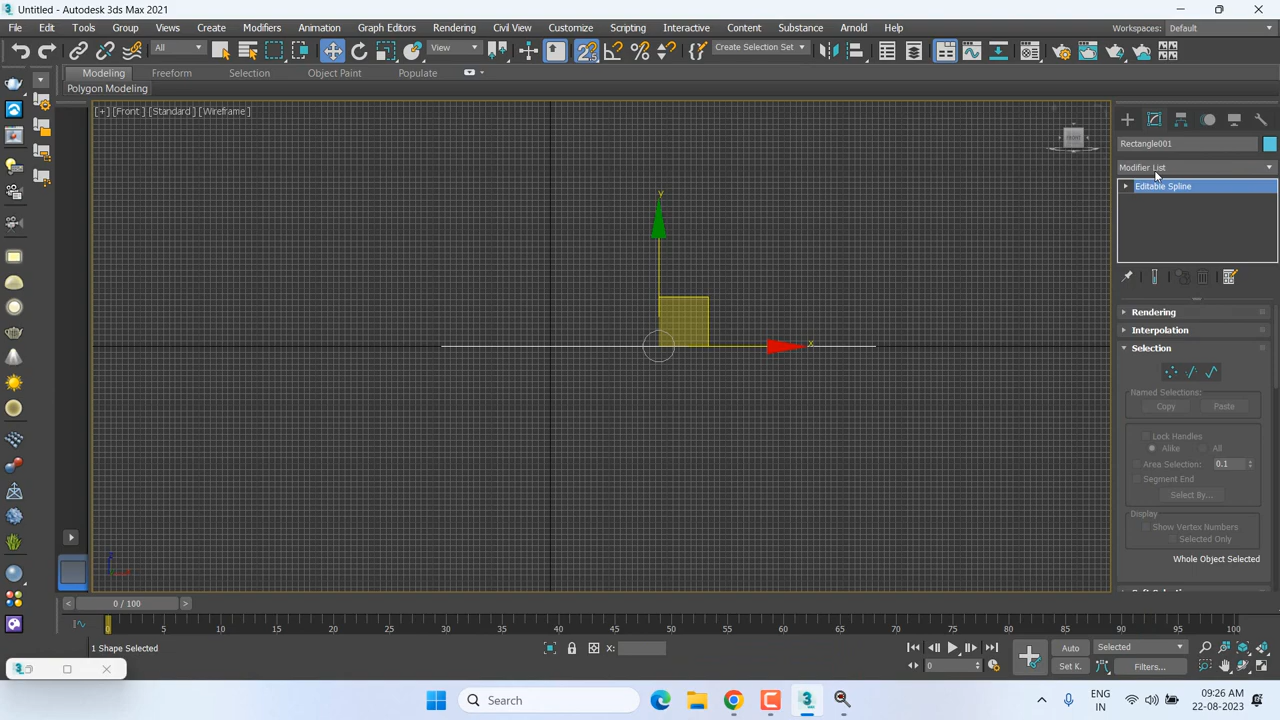 Untitled - Autodesk 3ds Max 2021
File Edit Tools Group Views Create Modifiers Animation Graph Editors Rendering Civil View Customize Scripting Interactive Content Substance Arnold Help Workspaces: Default
All View Create Selection Set
Modeling Freeform Selection Object Paint Populate
Polygon Modeling
[+] [Front ] [Standard ] [Wireframe ]
Rectangle001
Modifier List
Editable Spline
y
x
Rendering
Interpolation
Selection
Named Selections:
Copy Paste
Lock Handles
Alike All
Area Selection: 0.1
Segment End
Select By...
Display
Show Vertex Numbers
Selected Only
Whole Object Selected
< 0 / 100 >
0 5 10 15 20 25 30 35 40 45 50 55 60 65 70 75 80 85 90 95 100
1 Shape Selected X: Auto Selected
0 Set K. Filters...
Search
ENG
IN
09:26 AM
22-08-2023